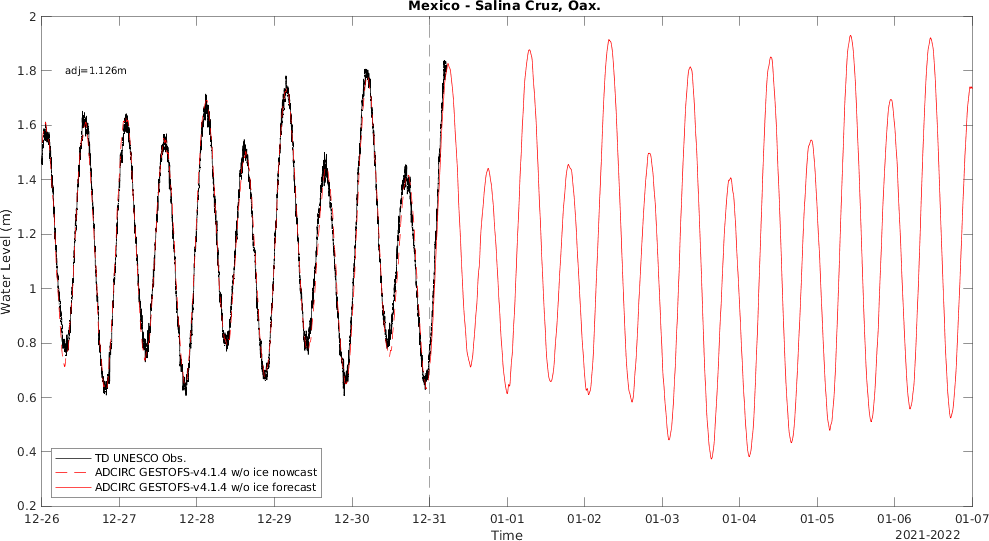 Mexico - Salina Cruz, Oax.
2
1.8
1.6
1.4
1.2
1
0.8
0.6
0.4
0.2
Water Level (m)
adj=1.126m
TD UNESCO Obs.
ADCIRC GESTOFS-v4.1.4 w/o ice nowcast
ADCIRC GESTOFS-v4.1.4 w/o ice forecast
12-26 12-27 12-28 12-29 12-30 12-31 01-01 01-02 01-03 01-04 01-05 01-06 01-07
Time
2021-2022